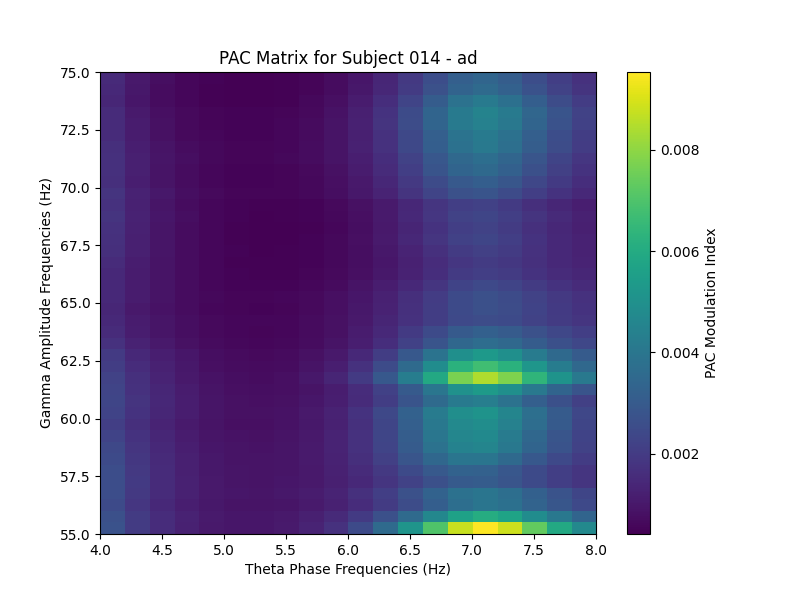 PAC Matrix for Subject 014 - ad
75.0
72.5
70.0
67.5
65.0
62.5
60.0
57.5
55.0
Gamma Amplitude Frequencies (Hz)
4.0 4.5 5.0 5.5 6.0 6.5 7.0 7.5 8.0
Theta Phase Frequencies (Hz)
0.008
0.006
0.004
0.002
PAC Modulation Index